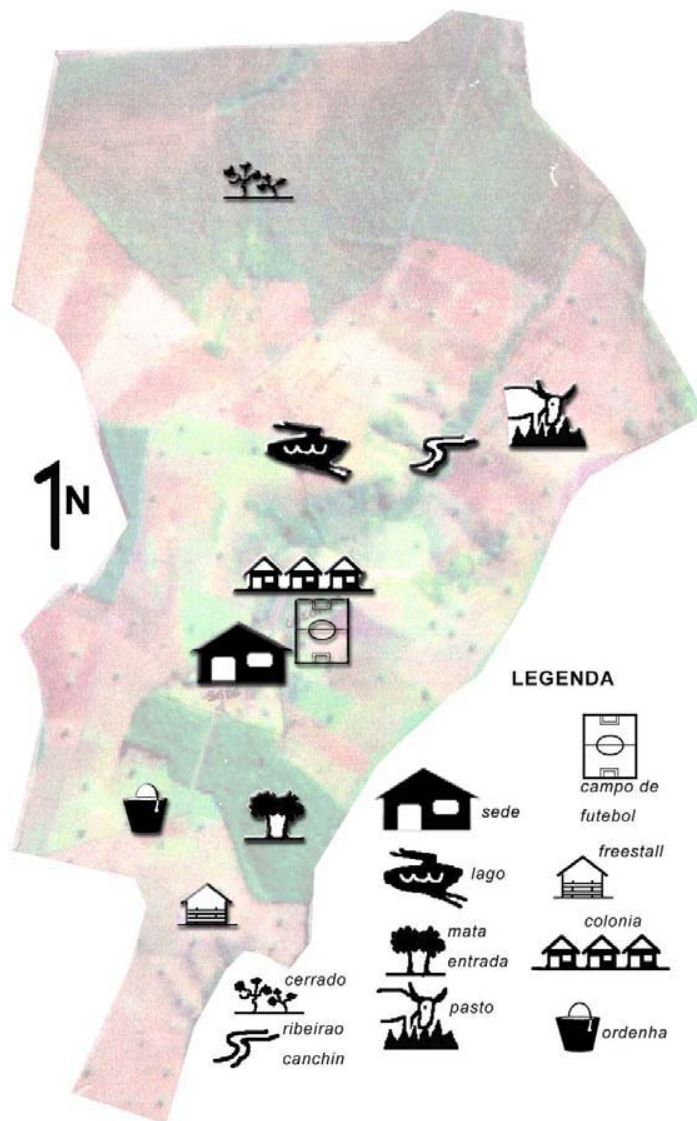 N
LEGENDA
campo de
futebol
sede
freestall
lago
colonia
mata
entrada
cerrado
pasto
ribeirao
canchin
ordenha